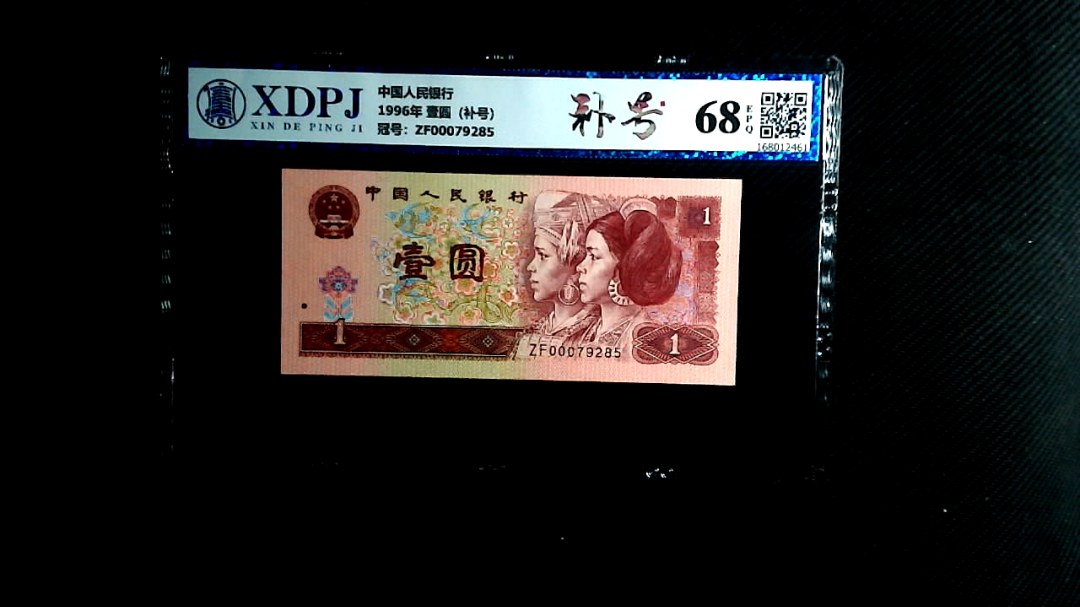 XDPJ
XIN DE PING JI
中国人民银行
1996年 壹圆 (补号)
冠号: ZF00079285
补号
68
EPQ
168012461
中国人民银行
壹圆
1
1
ZF00079285
1